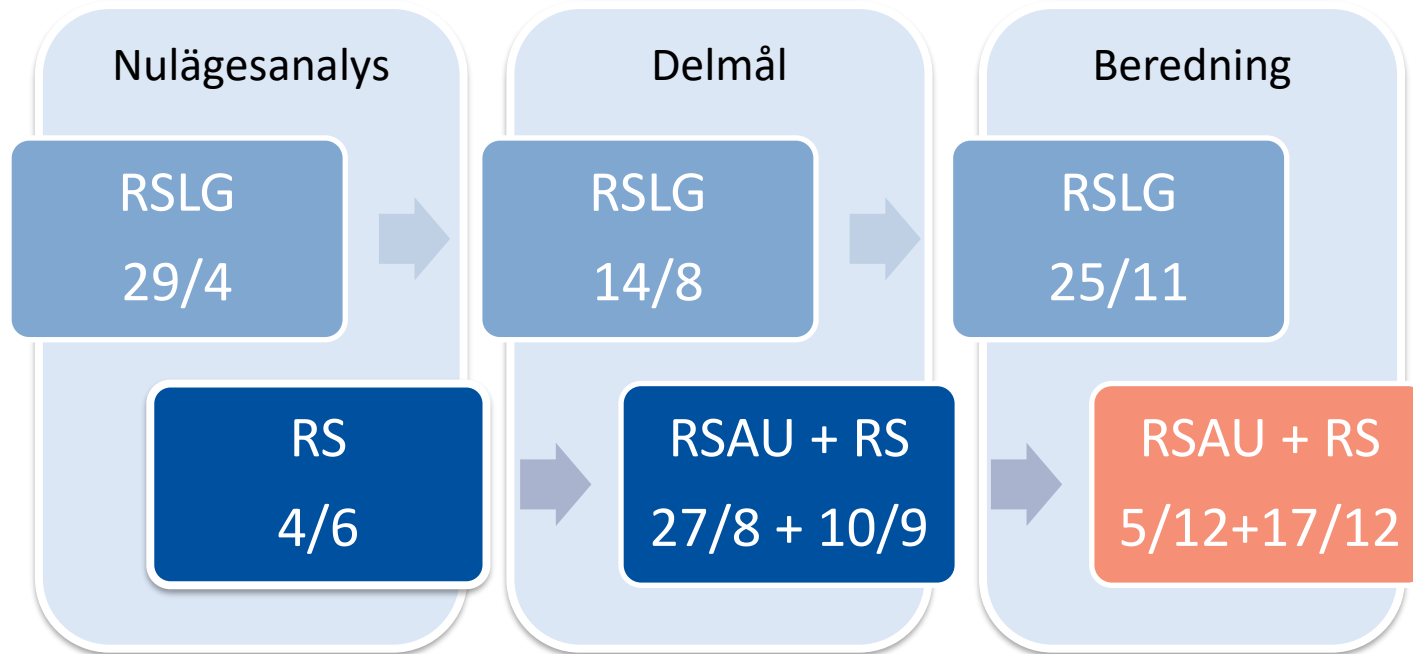 Nulägesanalys
RSLG
29/4
RS
4/6
Delmål
RSLG
14/8
RSAU + RS
27/8 + 10/9
Beredning
RSLG
25/11
RSAU + RS
5/12+17/12